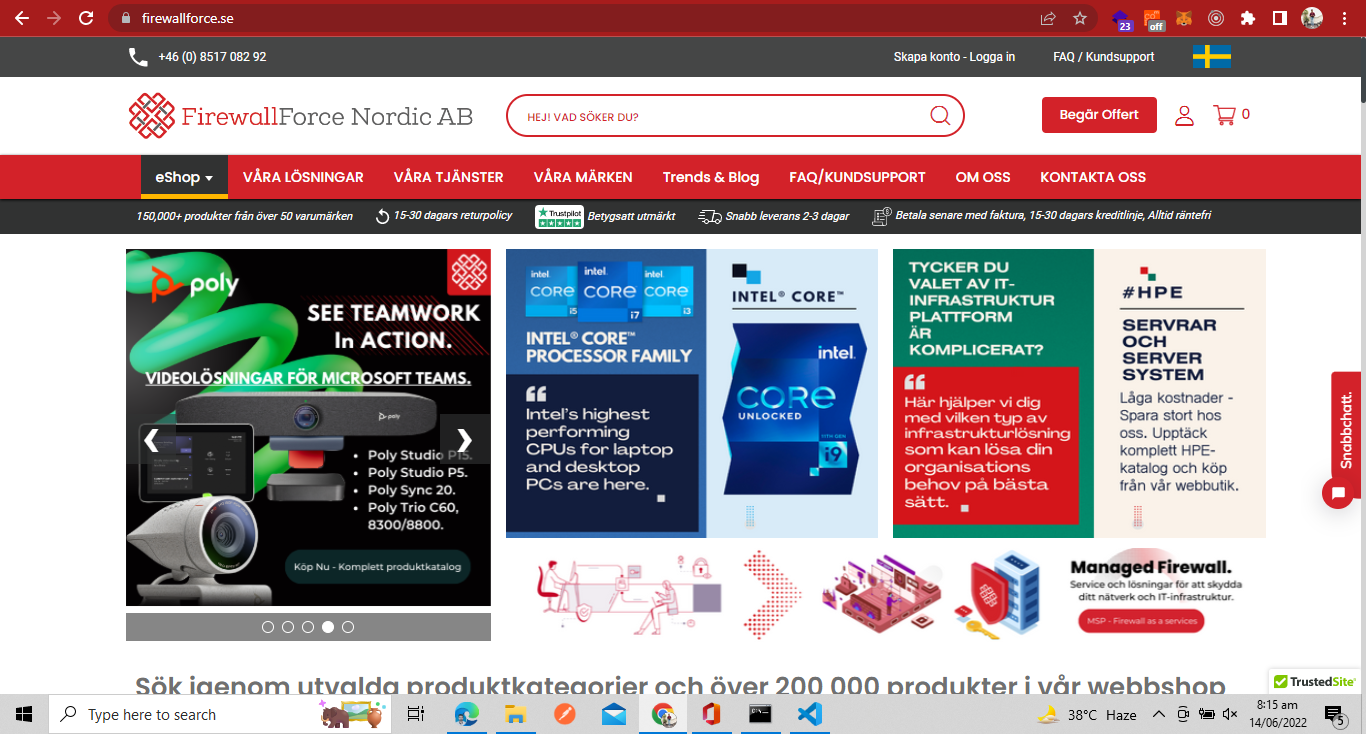 firewallforce.se
23
off
+46 (0) 8517 082 92
Skapa konto - Logga in
FAQ / Kundsupport
FirewallForce Nordic AB
HEJ! VAD SÖKER DU?
Begär Offert
0
eShop
VÅRA LÖSNINGAR
VÅRA TJÄNSTER
VÅRA MÄRKEN
Trends & Blog
FAQ/KUNDSUPPORT
OM OSS
KONTAKTA OSS
150,000+ produkter från över 50 varumärken
15-30 dagars returpolicy
Trustpilot
Betygsatt utmärkt
Snabb leverans 2-3 dagar
Betala senare med faktura, 15-30 dagars kreditlinje, Alltid räntefri
poly
SEE TEAMWORK
In ACTION.
VIDEOLÖSNINGAR FÖR MICROSOFT TEAMS.
poly
• Poly Studio P15.
• Poly Studio P5.
• Poly Sync 20.
• Poly Trio C60,
8300/8800.
Köp Nu - Komplett produktkatalog
intel.
CORE
i5
intel.
CORE
i7
intel.
CORE
i3
INTEL® CORE™
PROCESSOR FAMILY
Intel's highest
performing
CPUs for laptop
and desktop
PCs are here.
INTEL® CORE™
intel.
CORE
UNLOCKED
i9
TYCKER DU
VALET AV IT-
INFRASTRUKTUR
PLATTFORM
ÄR
KOMPLICERAT?
Här hjälper vi dig
med vilken typ av
infrastrukturlösning
som kan lösa din
organisations
behov på bästa
sätt.
#HPE
SERVRAR
OCH
SERVER
SYSTEM
Låga kostnader -
Spara stort hos
oss. Upptäck
komplett HPE-
katalog och köp
från vår webbutik.
Snabbchatt.
Managed Firewall.
Service och lösningar för att skydda
ditt nätverk och IT-infrastruktur.
MSP - Firewall as a services
Sök igenom utvalda produktkategorier och över 200 000 produkter i vår webbshop
TrustedSite
Type here to search
38°C Haze
8:15 am
14/06/2022
5